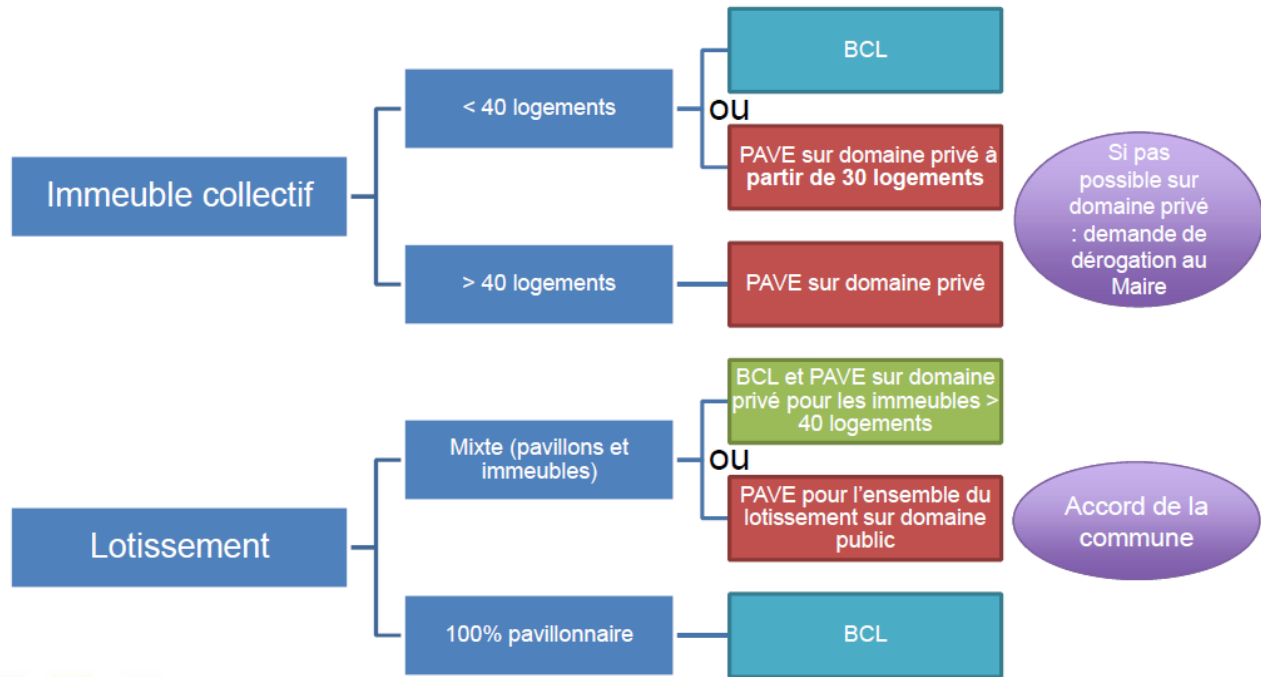 Immeuble collectif
< 40 logements
BCL
ou
PAVE sur domaine privé à
partir de 30 logements
> 40 logements
PAVE sur domaine privé
Si pas
possible sur
domaine privé
: demande de
dérogation au
Maire
Lotissement
Mixte (pavillons et
immeubles)
BCL et PAVE sur domaine
privé pour les immeubles >
40 logements
ou
PAVE pour l’ensemble du
lotissement sur domaine
public
Accord de la
commune
100% pavillonnaire
BCL